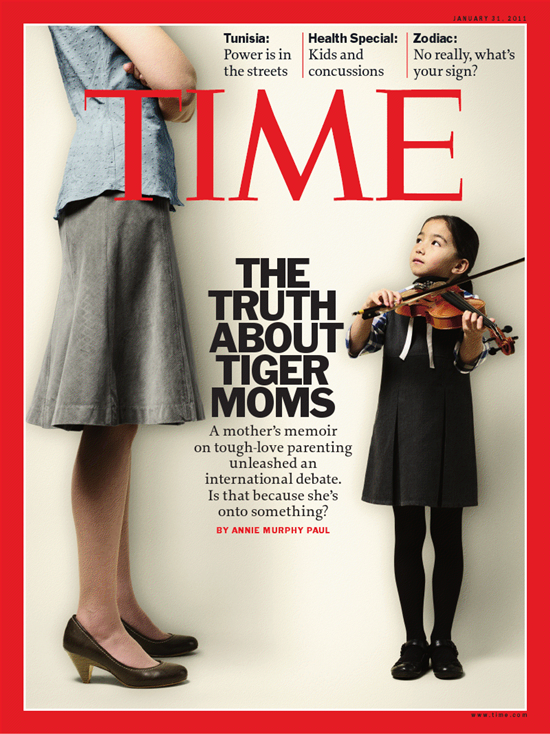 JANUARY 31, 2011
Tunisia:
Power is in
the streets
Health Special:
Kids and
concussions
Zodiac:
No really, what's
your sign?
TIME
THE
TRUTH
ABOUT
TIGER
MOMS
A mother's memoir
on tough-love parenting
unleashed an
international debate.
Is that because she's
onto something?
BY ANNIE MURPHY PAUL
www.time.com